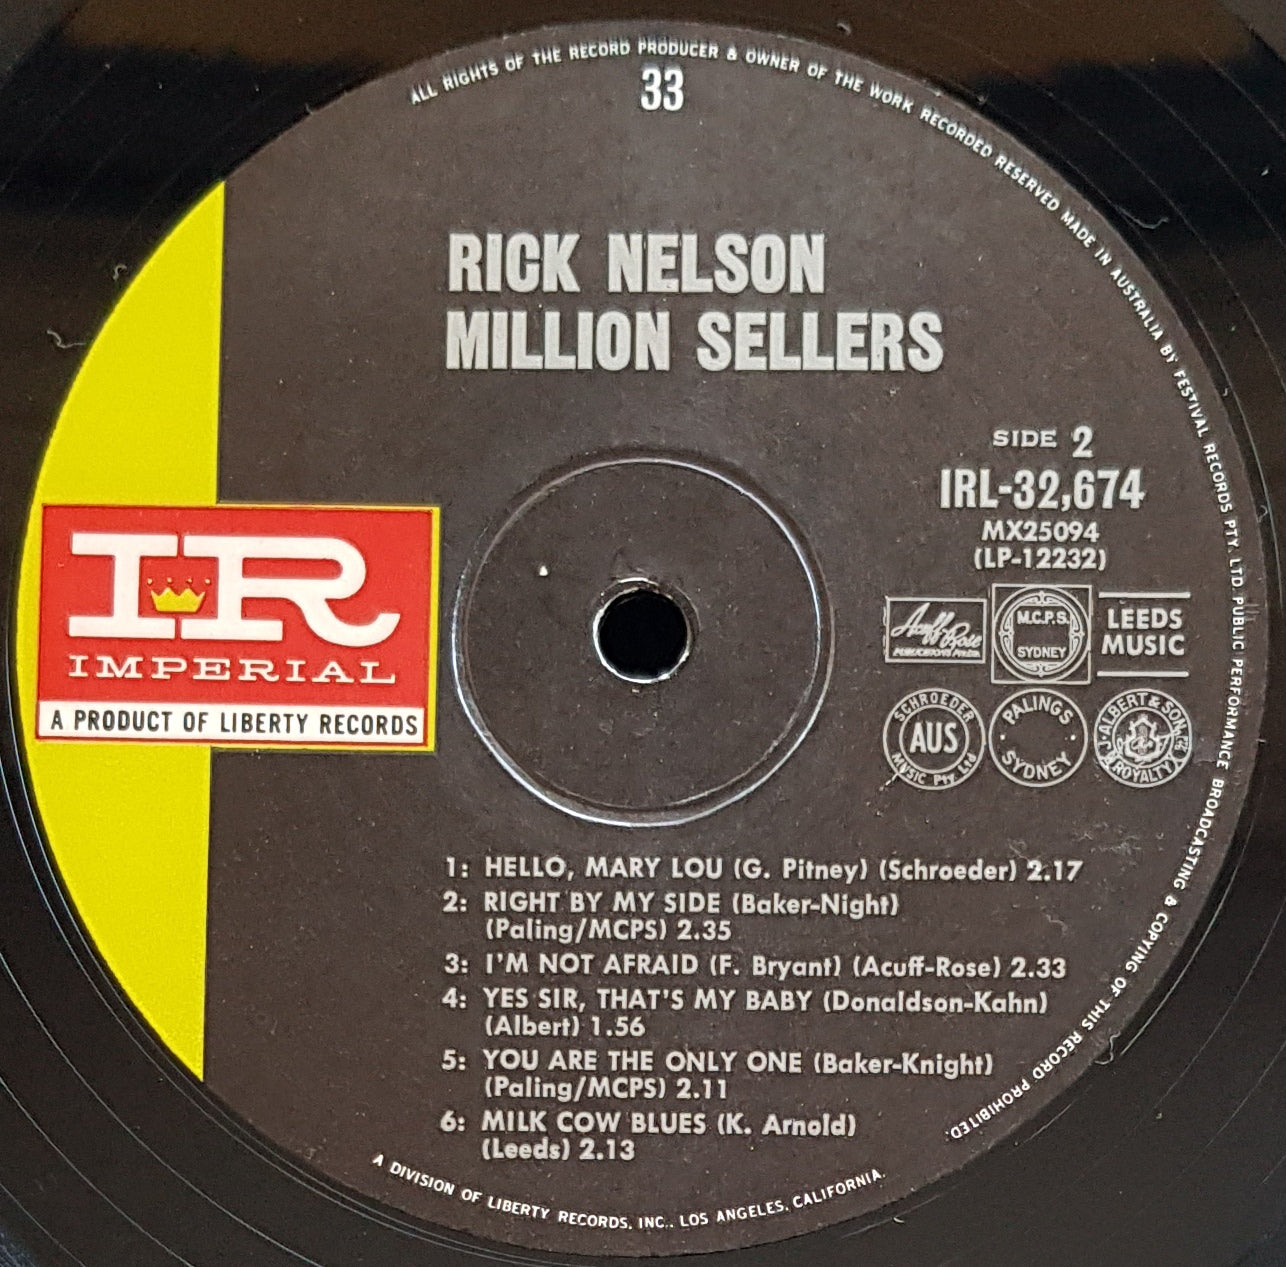 ALL RIGHTS OF THE RECORD PRODUCER & OWNER OF THE WORK RECORDED RESERVED MADE IN AUSTRALIA BY FESTIVAL RECORDS PTY. LTD. PUBLIC PERFORMANCE BROADCASTING & COPYING OF THIS RECORD PROHIBITED.
33
RICK NELSON
MILLION SELLERS
SIDE 2
IRL-32,674
MX25094
(LP-12232)
IR
IMPERIAL
A PRODUCT OF LIBERTY RECORDS
Acuff Rose
M.C.P.S.
SYDNEY
LEEDS
MUSIC
SCHROEDER
AUS
MUSIC Pty. Ltd
PALINGS
SYDNEY
J. ALBERT & SON
ROYALTY
1: HELLO, MARY LOU (G. Pitney) (Schroeder) 2.17
2: RIGHT BY MY SIDE (Baker-Night)
(Paling/MCPS) 2.35
3: I'M NOT AFRAID (F. Bryant) (Acuff-Rose) 2.33
4: YES SIR, THAT'S MY BABY (Donaldson-Kahn)
(Albert) 1.56
5: YOU ARE THE ONLY ONE (Baker-Knight)
(Paling/MCPS) 2.11
6: MILK COW BLUES (K. Arnold)
(Leeds) 2.13
A DIVISION OF LIBERTY RECORDS, INC., LOS ANGELES, CALIFORNIA.